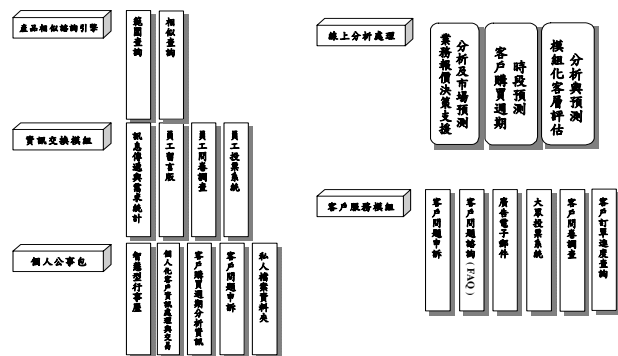 產品相似諮詢引擎
範圍查詢
相似查詢
資訊交換模組
訊息傳遞與需求統計
員工留言版
員工問卷調查
員工投票系統
個人公事包
智慧型行事曆
個人化客戶資訊處理與交易
客戶購買週期分析資訊
客戶問題申訴
私人檔案資料夾
線上分析處理
業務報價決策支援
分析及市場預測
客戶購買週期
時段預測
模組化客層評估
分析與預測
客戶服務模組
客戶問題申訴
客戶問題諮詢(FAQ)
廣告電子郵件
大眾投票系統
客戶問卷調查
客戶訂單進度查詢